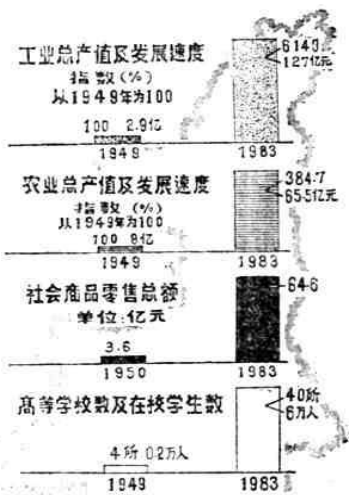 工业总产值及发展速度
指数(%)
以1949年为100
6140
127亿元
100 2.9亿
1949 1983
农业总产值及发展速度
指数 (%)
以1949年为100
384.7
65.5亿元
100 8亿
1949 1983
社会商品零售总额
单位:亿元
64.6
3.6
1950 1983
高等学校数及在校学生数
40所
6万人
4所 0.2万人
1949 1983